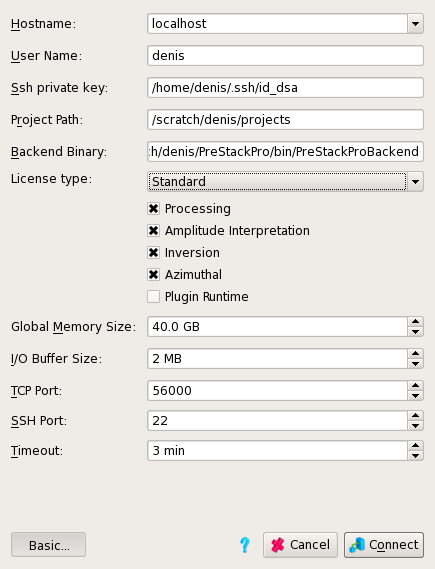 Hostname: localhost
User Name: denis
Ssh private key: /home/denis/.ssh/id_dsa
Project Path: /scratch/denis/projects
Backend Binary: :h/denis/PreStackPro/bin/PreStackProBackend
License type: Standard
Processing
Amplitude Interpretation
Inversion
Azimuthal
Plugin Runtime
Global Memory Size: 40.0 GB
I/O Buffer Size: 2 MB
TCP Port: 56000
SSH Port: 22
Timeout: 3 min
Basic... ? Cancel Connect